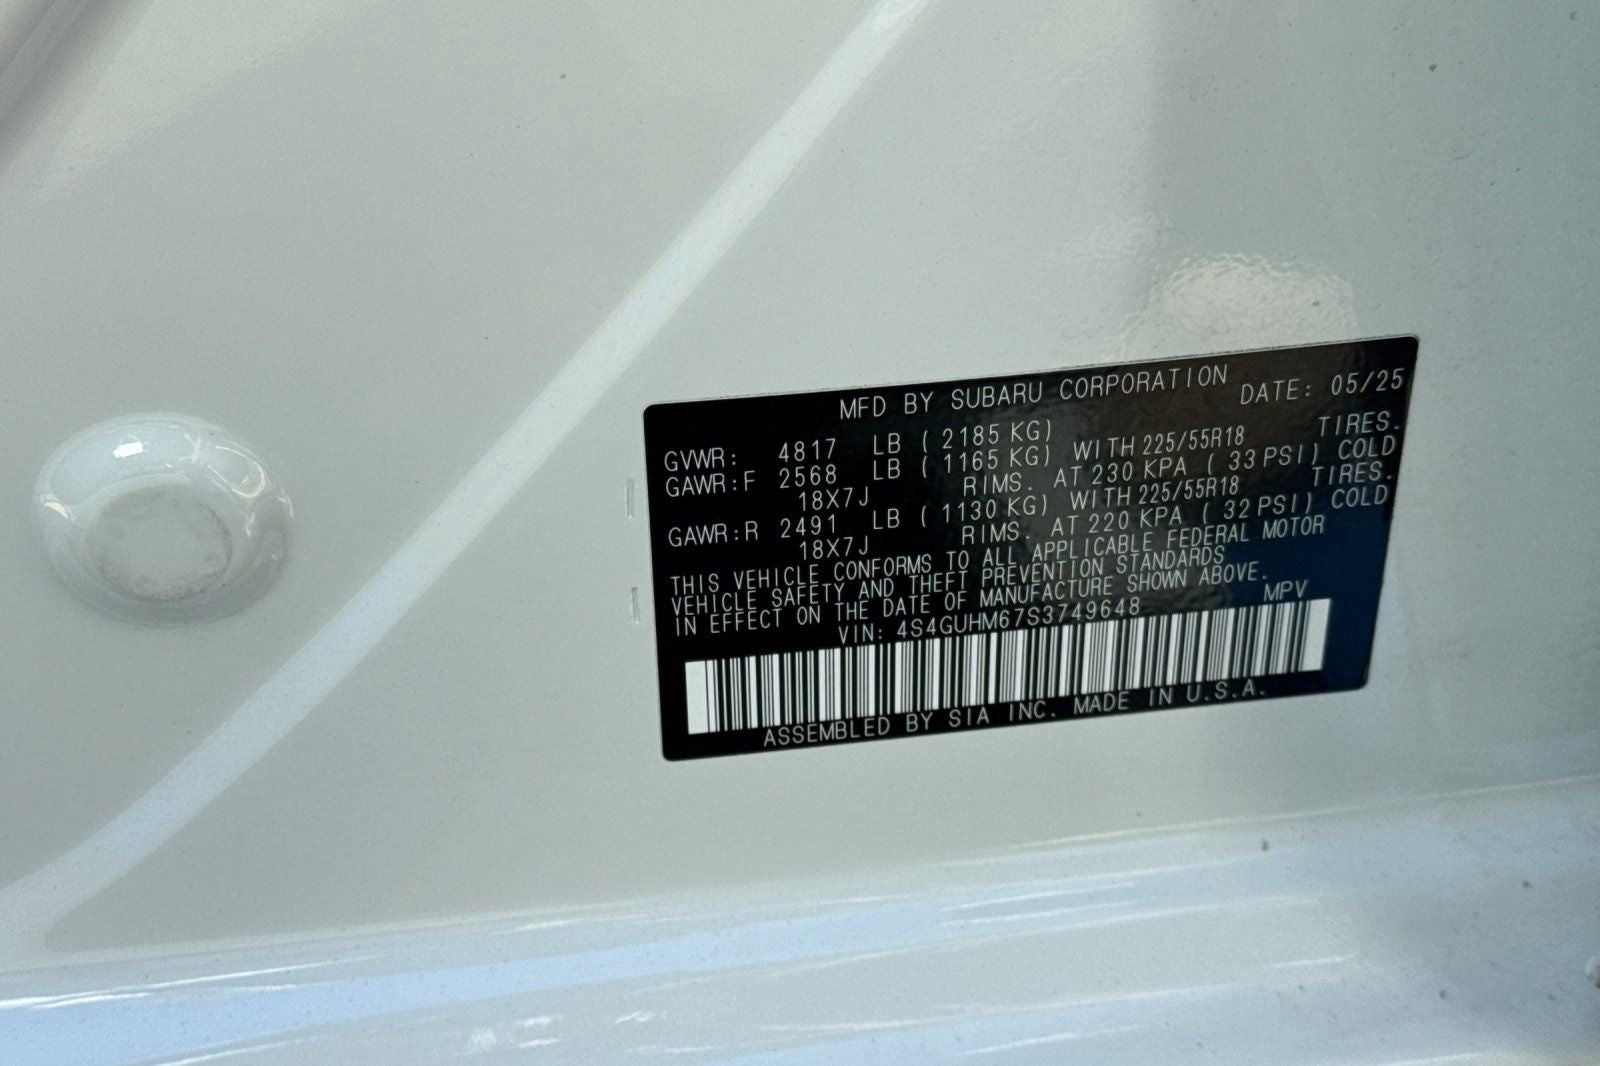 MFD BY SUBARU CORPORATION DATE: 05/25
GVWR: 4817 LB ( 2185 KG) TIRES.
GAWR:F 2568 LB ( 1165 KG) WITH 225/55R18 COLD
18X7J RIMS. AT 230 KPA ( 33 PSI) TIRES.
GAWR:R 2491 LB ( 1130 KG) WITH 225/55R18 COLD
18X7J RIMS. AT 220 KPA ( 32 PSI)
THIS VEHICLE CONFORMS TO ALL APPLICABLE FEDERAL MOTOR
VEHICLE SAFETY AND THEFT PREVENTION STANDARDS
IN EFFECT ON THE DATE OF MANUFACTURE SHOWN ABOVE.
VIN: 4S4GUHM67S3749648 MPV
ASSEMBLED BY SIA INC. MADE IN U.S.A.